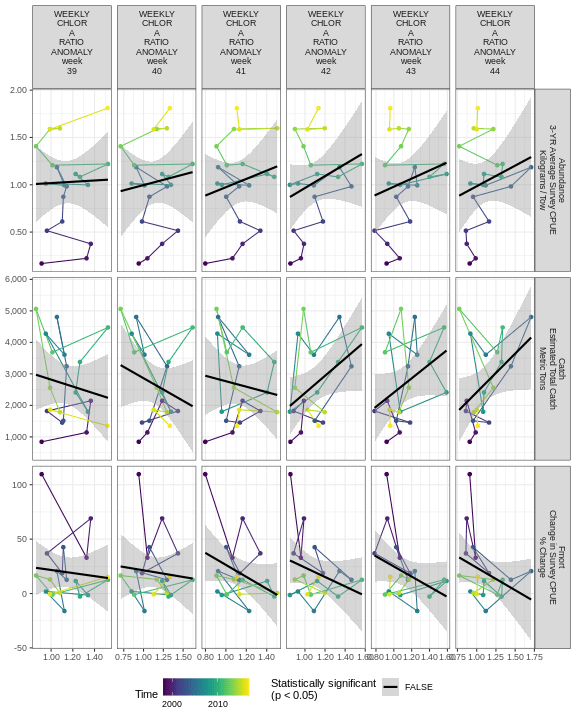 WEEKLY WEEKLY WEEKLY WEEKLY WEEKLY WEEKLY
CHLOR CHLOR CHLOR CHLOR CHLOR CHLOR
A A A A A A
RATIO RATIO RATIO RATIO RATIO RATIO
ANOMALY ANOMALY ANOMALY ANOMALY ANOMALY ANOMALY
week week week week week week
39 40 41 42 43 44
2.00
1.50
1.00
0.50
Abundance
3-YR Average Survey CPUE
Kilograms / Tow
6,000
5,000
4,000
3,000
2,000
1,000
Catch
Estimated Total Catch
Metric Tons
100
50
0
-50
Fmort
Change in Survey CPUE
% Change
1.00 1.20 1.40 0.75 1.00 1.25 1.50 0.80 1.00 1.20 1.40 0.80 1.00 1.20 1.40 1.60 0.80 1.00 1.20 1.40 1.60 0.75 1.00 1.25 1.50 1.75
Time
2000 2010
Statistically significant
(p < 0.05)
FALSE